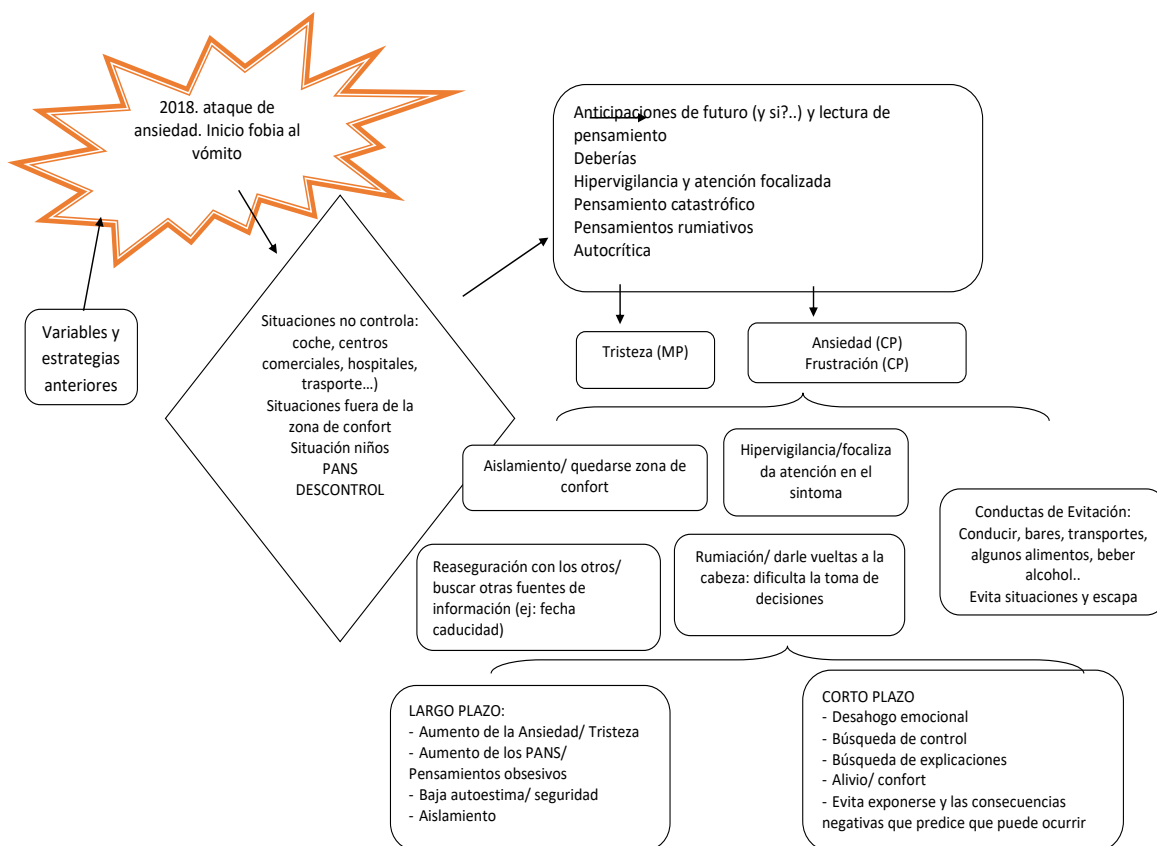 2018. ataque de
ansiedad. Inicio fobia al
vómito
Variables y
estrategias
anteriores
Situaciones no controla:
coche, centros
comerciales, hospitales,
trasporte…)
Situaciones fuera de la
zona de confort
Situación niños
PANS
DESCONTROL
Anticipaciones de futuro (y si?..) y lectura de
pensamiento
Deberías
Hipervigilancia y atención focalizada
Pensamiento catastrófico
Pensamientos rumiativos
Autocrítica
Tristeza (MP)
Ansiedad (CP)
Frustración (CP)
Aislamiento/ quedarse zona de
confort
Hipervigilancia/focaliza
da atención en el
sintoma
Conductas de Evitación:
Conducir, bares, transportes,
algunos alimentos, beber
alcohol..
Evita situaciones y escapa
Reaseguración con los otros/
buscar otras fuentes de
información (ej: fecha
caducidad)
Rumiación/ darle vueltas a la
cabeza: dificulta la toma de
decisiones
LARGO PLAZO:
- Aumento de la Ansiedad/ Tristeza
- Aumento de los PANS/
Pensamientos obsesivos
- Baja autoestima/ seguridad
- Aislamiento
CORTO PLAZO
- Desahogo emocional
- Búsqueda de control
- Búsqueda de explicaciones
- Alivio/ confort
- Evita exponerse y las consecuencias
negativas que predice que puede ocurrir